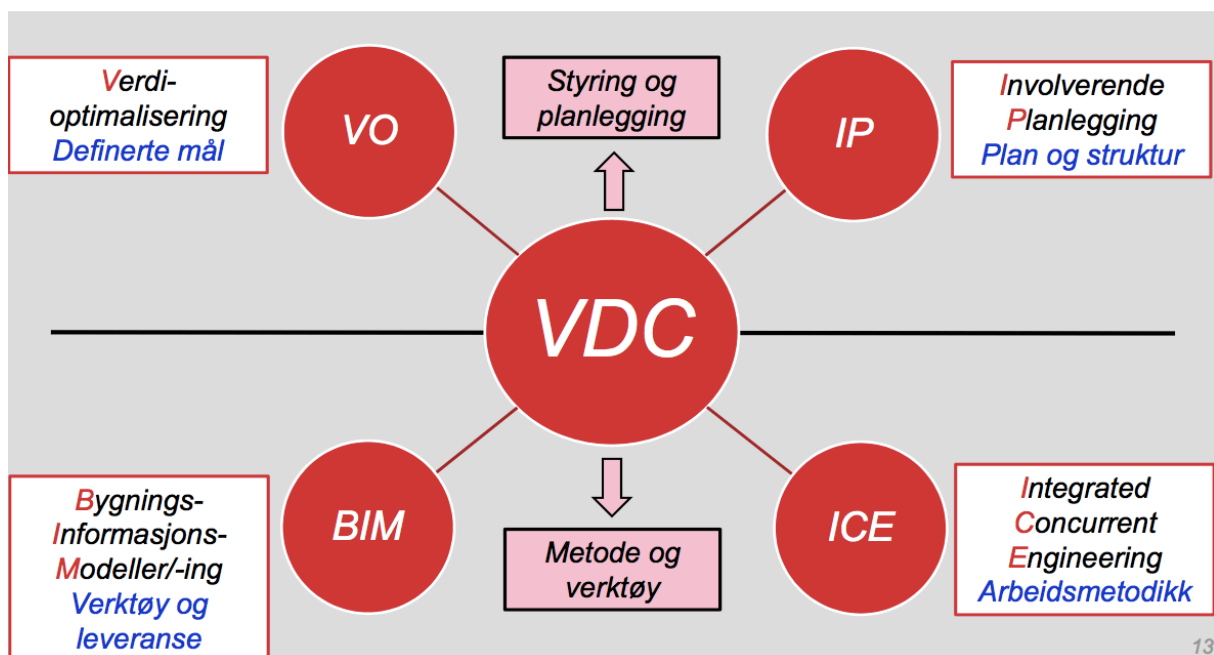 Verdi-
optimalisering
Definerte mål
VO
Styring og
planlegging
IP
Involverende
Planlegging
Plan og struktur
VDC
Bygnings-
Informasjons-
Modeller/-ing
Verktøy og
leveranse
BIM
Metode og
verktøy
ICE
Integrated
Concurrent
Engineering
Arbeidsmetodikk
13